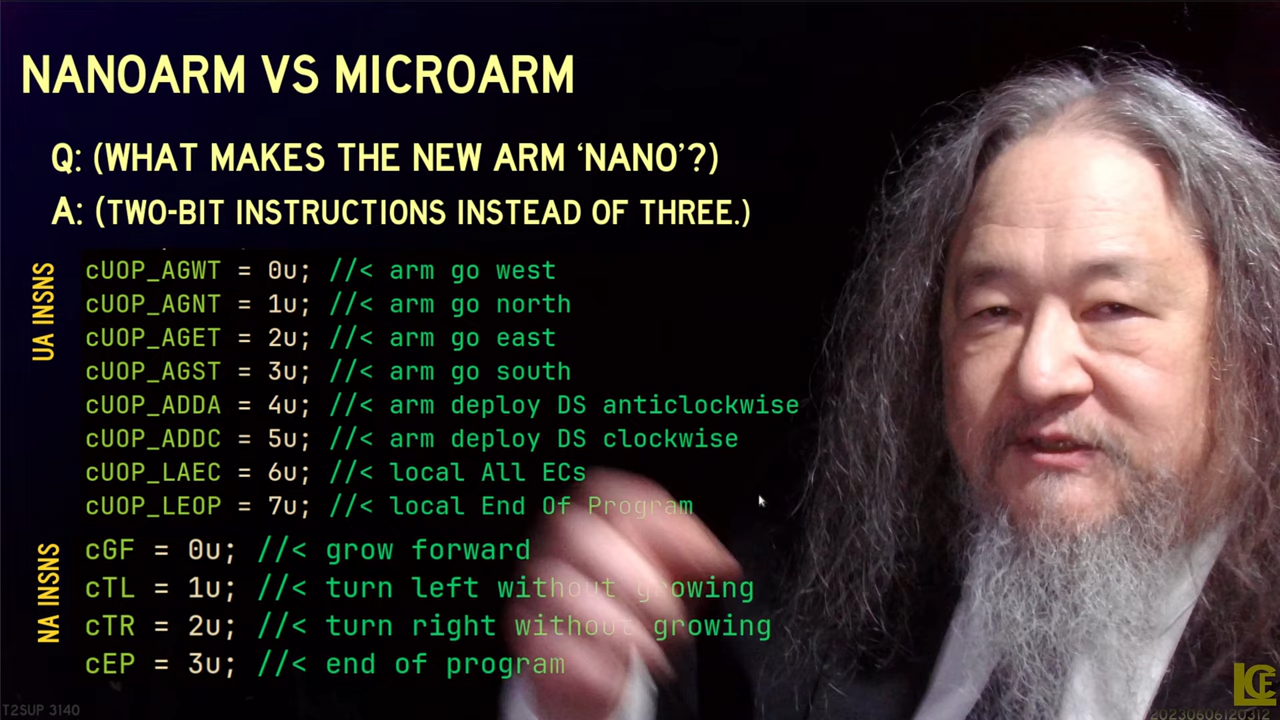 NANOARM VS MICROARM
Q: (WHAT MAKES THE NEW ARM ‘NANO’?)
A: (TWO-BIT INSTRUCTIONS INSTEAD OF THREE.)
UA INSNS
cUOP_AGWT = 0u; //< arm go west
cUOP_AGNT = 1u; //< arm go north
cUOP_AGET = 2u; //< arm go east
cUOP_AGST = 3u; //< arm go south
cUOP_ADDA = 4u; //< arm deploy DS anticlockwise
cUOP_ADDC = 5u; //< arm deploy DS clockwise
cUOP_LAEC = 6u; //< local All ECs
cUOP_LEOP = 7u; //< local End Of Program
NA INSNS
cGF = 0u; //< grow forward
cTL = 1u; //< turn left without growing
cTR = 2u; //< turn right without growing
cEP = 3u; //< end of program
T2SUP 3140
20230606120312